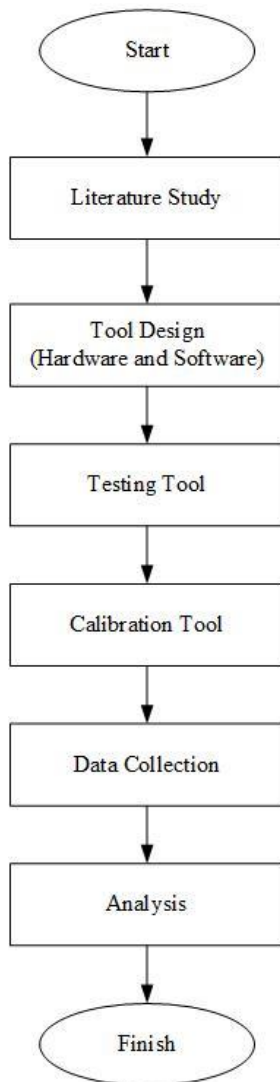 Start
Literature Study
Tool Design
(Hardware and Software)
Testing Tool
Calibration Tool
Data Collection
Analysis
Finish